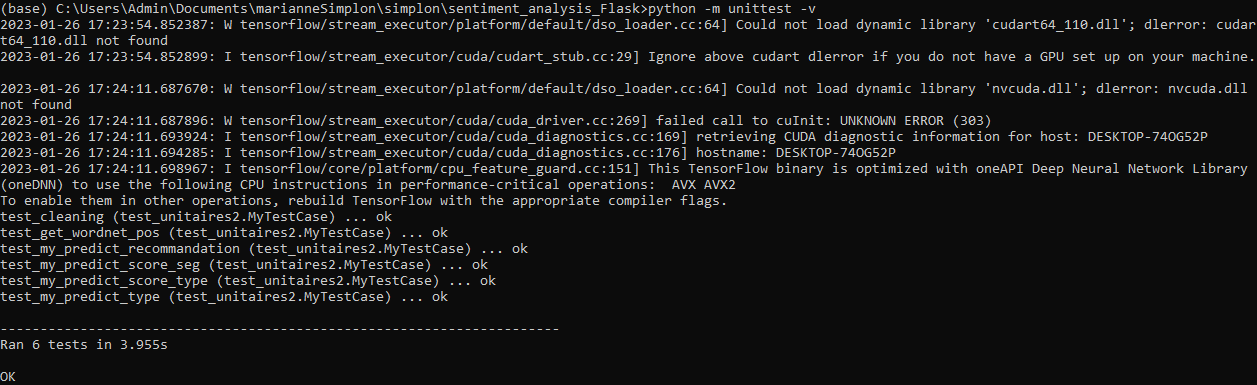 (base) C:\Users\Admin\Documents\marianneSimplon\simplon\sentiment_analysis_Flask>python -m unittest -v
2023-01-26 17:23:54.852387: W tensorflow/stream_executor/platform/default/dso_loader.cc:64] Could not load dynamic library 'cudart64_110.dll'; dlerror: cudar
t64_110.dll not found
2023-01-26 17:23:54.852899: I tensorflow/stream_executor/cuda/cudart_stub.cc:29] Ignore above cudart dlerror if you do not have a GPU set up on your machine.
2023-01-26 17:24:11.687670: W tensorflow/stream_executor/platform/default/dso_loader.cc:64] Could not load dynamic library 'nvcuda.dll'; dlerror: nvcuda.dll
not found
2023-01-26 17:24:11.687896: W tensorflow/stream_executor/cuda/cuda_driver.cc:269] failed call to cuInit: UNKNOWN ERROR (303)
2023-01-26 17:24:11.693924: I tensorflow/stream_executor/cuda/cuda_diagnostics.cc:169] retrieving CUDA diagnostic information for host: DESKTOP-74OG52P
2023-01-26 17:24:11.694285: I tensorflow/stream_executor/cuda/cuda_diagnostics.cc:176] hostname: DESKTOP-74OG52P
2023-01-26 17:24:11.698967: I tensorflow/core/platform/cpu_feature_guard.cc:151] This TensorFlow binary is optimized with oneAPI Deep Neural Network Library
(oneDNN) to use the following CPU instructions in performance-critical operations:  AVX AVX2
To enable them in other operations, rebuild TensorFlow with the appropriate compiler flags.
test_cleaning (test_unitaires2.MyTestCase) ... ok
test_get_wordnet_pos (test_unitaires2.MyTestCase) ... ok
test_my_predict_recommandation (test_unitaires2.MyTestCase) ... ok
test_my_predict_score_seg (test_unitaires2.MyTestCase) ... ok
test_my_predict_score_type (test_unitaires2.MyTestCase) ... ok
test_my_predict_type (test_unitaires2.MyTestCase) ... ok
----------------------------------------------------------------------
Ran 6 tests in 3.955s
OK